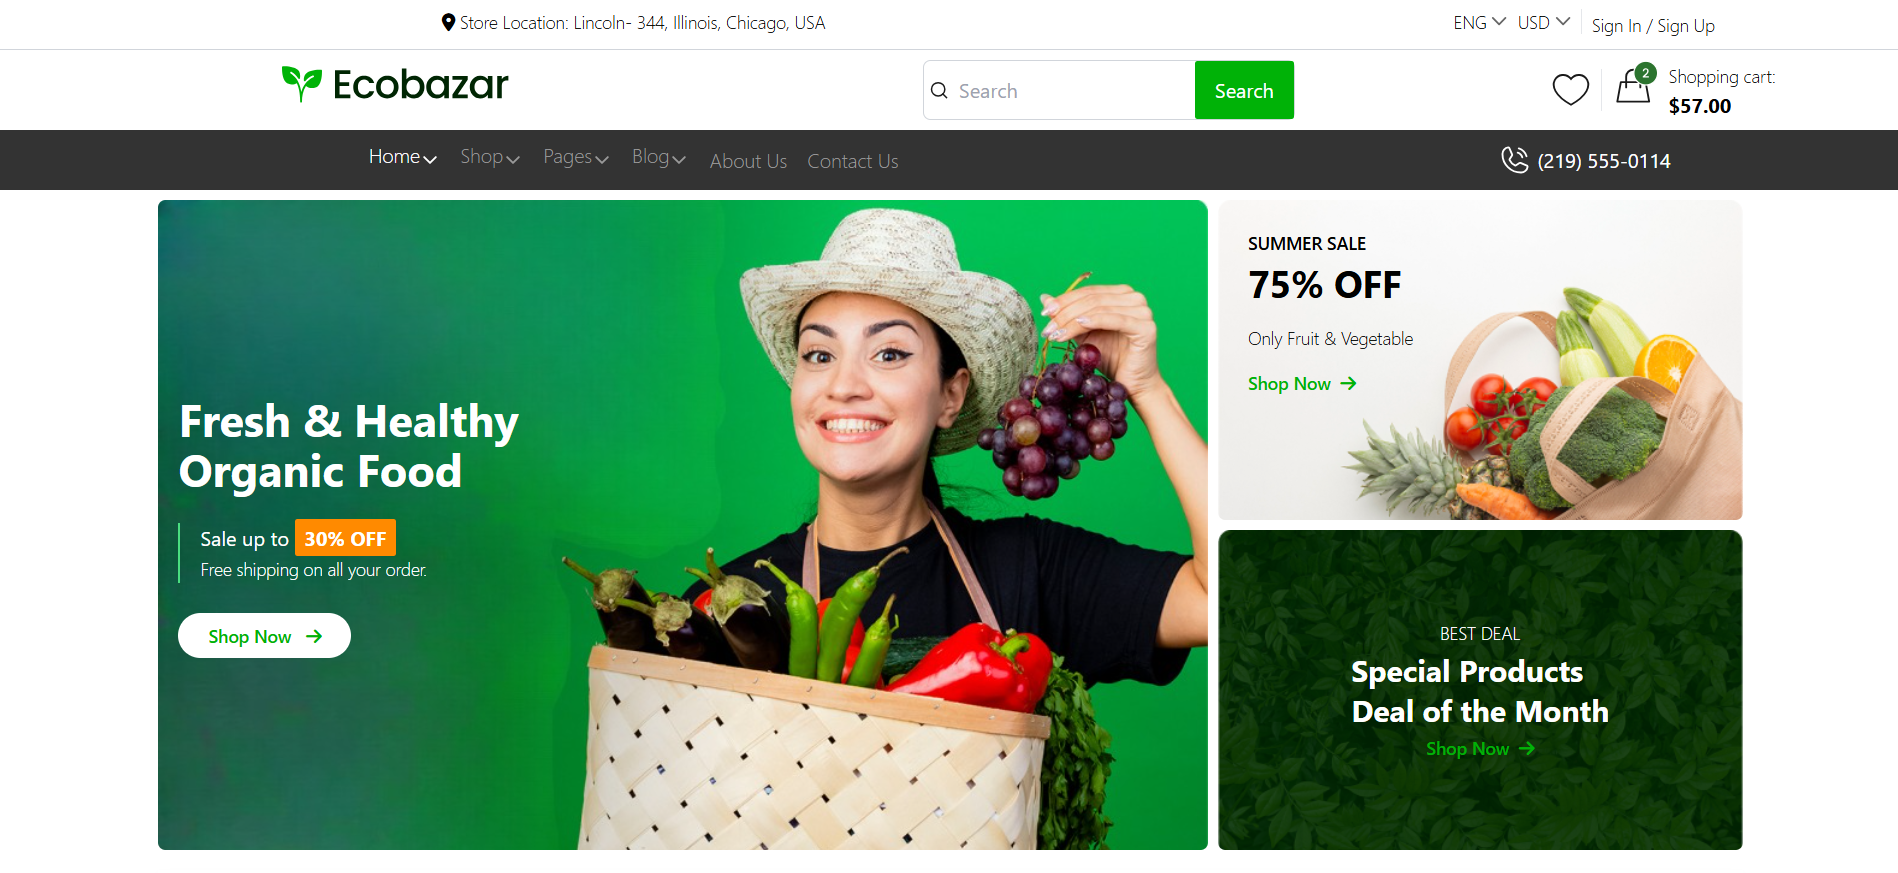 Store Location: Lincoln- 344, Illinois, Chicago, USA
ENG USD Sign In / Sign Up
Ecobazar
Search Search
2
Shopping cart:
$57.00
Home Shop Pages Blog About Us Contact Us
(219) 555-0114
Fresh & Healthy
Organic Food
Sale up to 30% OFF
Free shipping on all your order.
Shop Now
SUMMER SALE
75% OFF
Only Fruit & Vegetable
Shop Now
BEST DEAL
Special Products
Deal of the Month
Shop Now